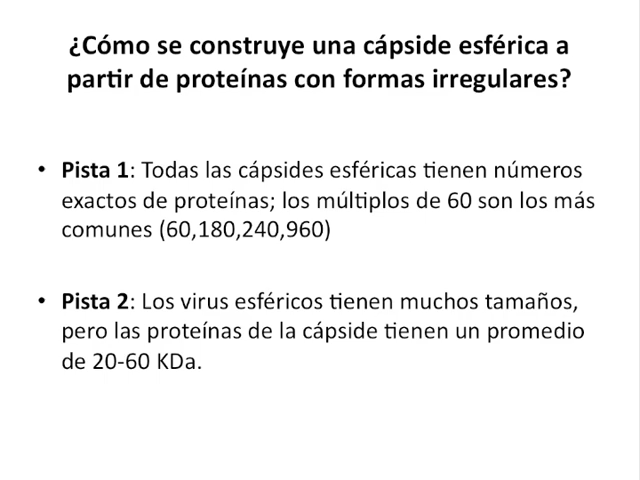 ¿Cómo se construye una cápside esférica a
partir de proteínas con formas irregulares?
• Pista 1: Todas las cápsides esféricas tienen números
exactos de proteínas; los múltiplos de 60 son los más
comunes (60,180,240,960)
• Pista 2: Los virus esféricos tienen muchos tamaños,
pero las proteínas de la cápside tienen un promedio
de 20-60 KDa.